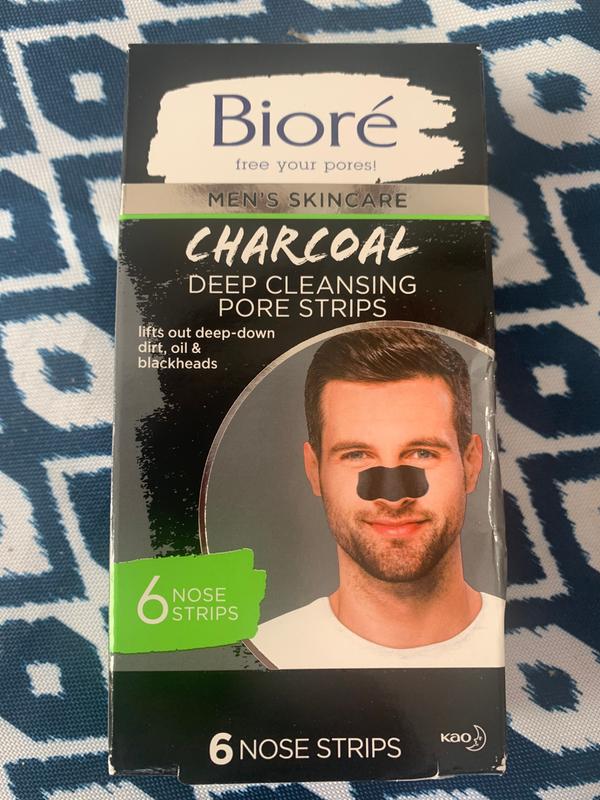 Bioré
free your pores!
MEN'S SKINCARE
CHARCOAL
DEEP CLEANSING
PORE STRIPS
lifts out deep-down
dirt, oil &
blackheads
6 NOSE
STRIPS
6 NOSE STRIPS
Kao